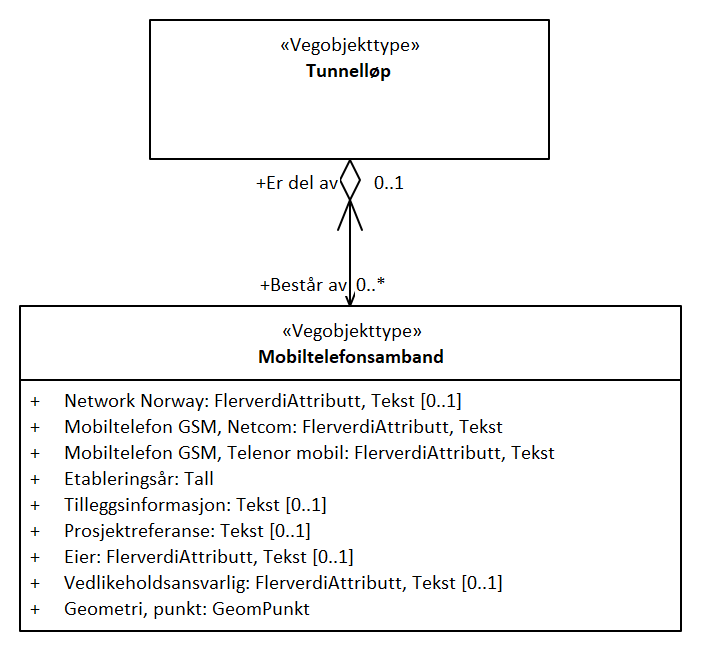 «Vegobjekttype»
Tunnelløp
+Er del av 0..1
+Består av 0..*
«Vegobjekttype»
Mobiltelefonsamband
+ Network Norway: FlerverdiAttributt, Tekst [0..1]
+ Mobiltelefon GSM, Netcom: FlerverdiAttributt, Tekst
+ Mobiltelefon GSM, Telenor mobil: FlerverdiAttributt, Tekst
+ Etableringsår: Tall
+ Tilleggsinformasjon: Tekst [0..1]
+ Prosjektreferanse: Tekst [0..1]
+ Eier: FlerverdiAttributt, Tekst [0..1]
+ Vedlikeholdsansvarlig: FlerverdiAttributt, Tekst [0..1]
+ Geometri, punkt: GeomPunkt